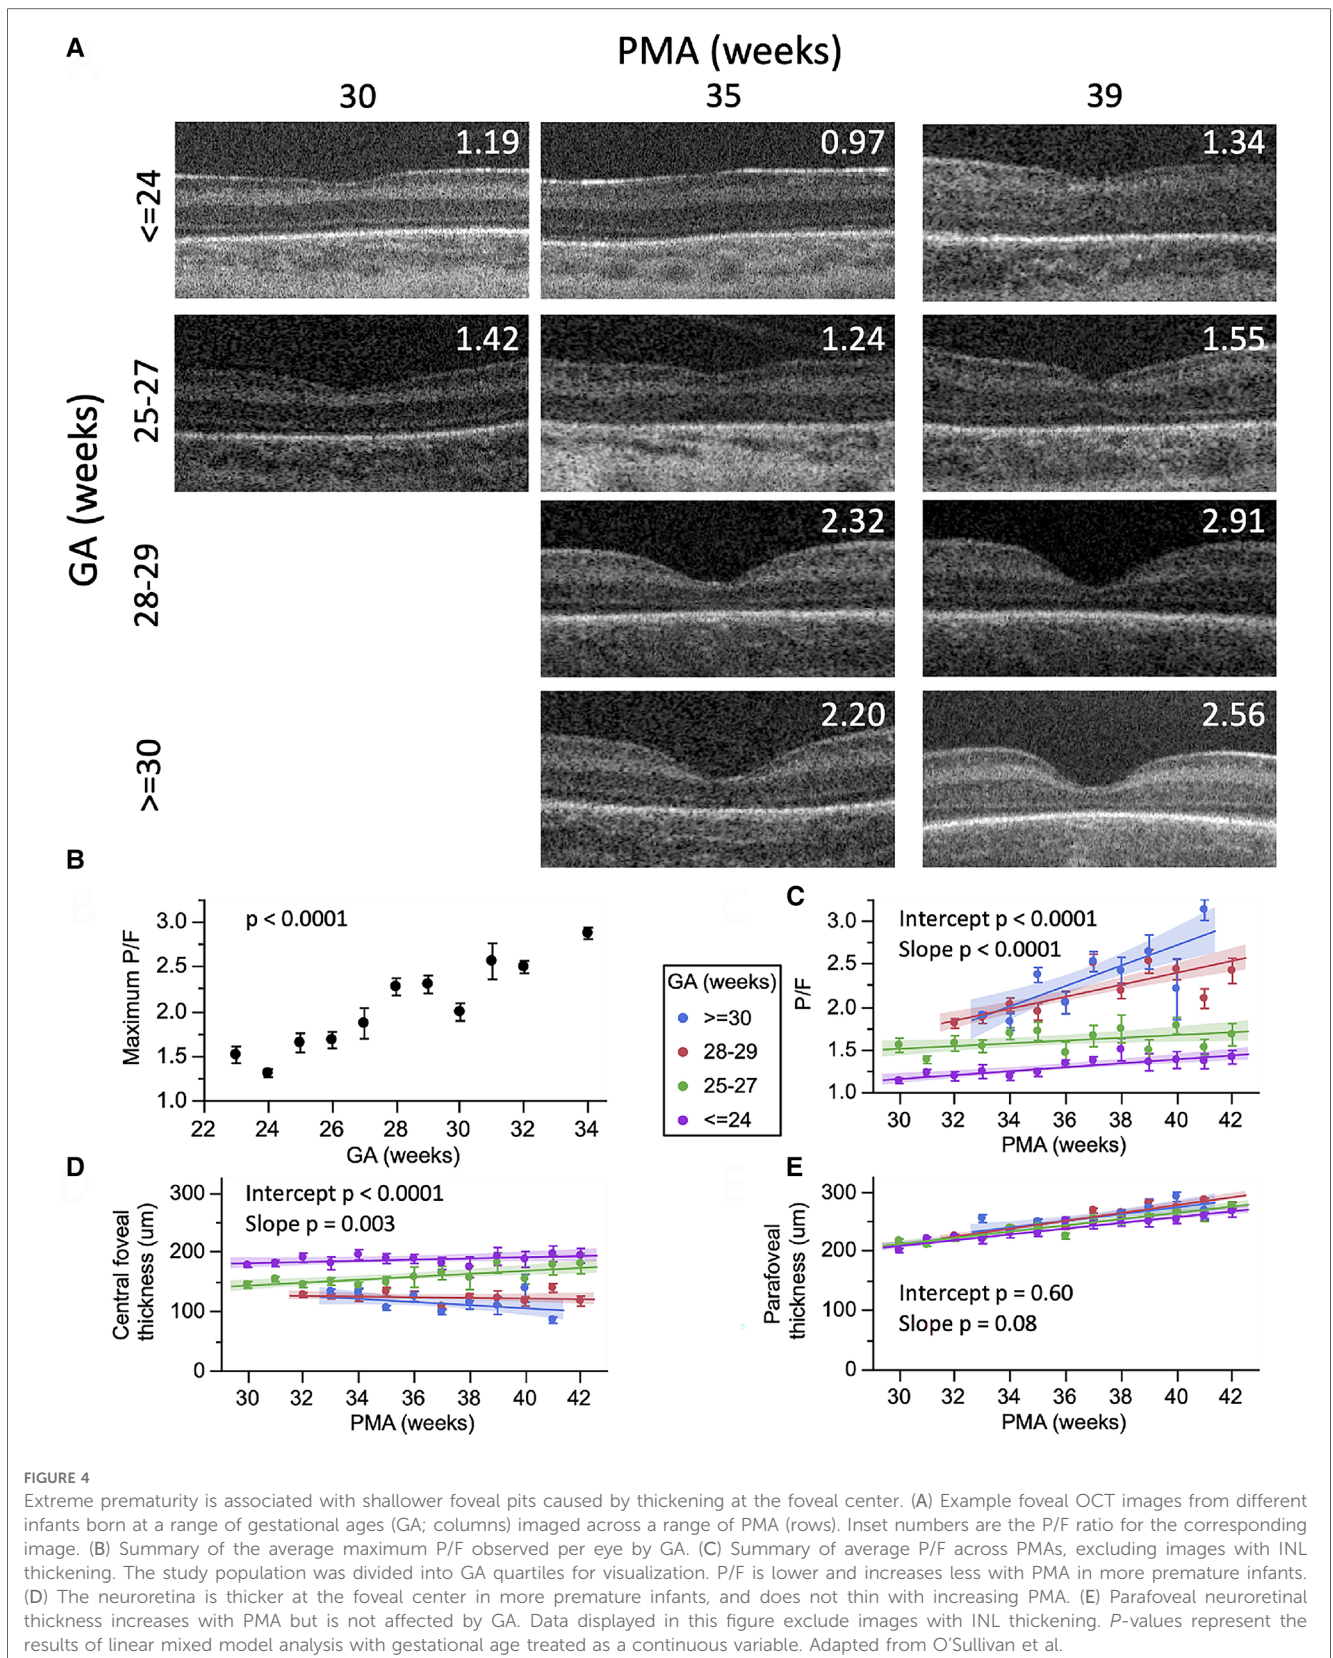 A
PMA (weeks)
30 35 39
GA (weeks)
<=24
1.19 0.97 1.34
25-27
1.42 1.24 1.55
28-29
2.32 2.91
>=30
2.20 2.56
B
p < 0.0001
Maximum P/F
3.0
2.5
2.0
1.5
1.0
22 24 26 28 30 32 34
GA (weeks)
GA (weeks)
>=30
28-29
25-27
<=24
C
Intercept p < 0.0001
Slope p < 0.0001
P/F
3.0
2.5
2.0
1.5
1.0
30 32 34 36 38 40 42
PMA (weeks)
D
Intercept p < 0.0001
Slope p = 0.003
Central foveal
thickness (um)
300
200
100
0
30 32 34 36 38 40 42
PMA (weeks)
E
Parafoveal
thickness (um)
300
200
100
0
Intercept p = 0.60
Slope p = 0.08
30 32 34 36 38 40 42
PMA (weeks)
FIGURE 4
Extreme prematurity is associated with shallower foveal pits caused by thickening at the foveal center. (A) Example foveal OCT images from different
infants born at a range of gestational ages (GA; columns) imaged across a range of PMA (rows). Inset numbers are the P/F ratio for the corresponding
image. (B) Summary of the average maximum P/F observed per eye by GA. (C) Summary of average P/F across PMAs, excluding images with INL
thickening. The study population was divided into GA quartiles for visualization. P/F is lower and increases less with PMA in more premature infants.
(D) The neuroretina is thicker at the foveal center in more premature infants, and does not thin with increasing PMA. (E) Parafoveal neuroretinal
thickness increases with PMA but is not affected by GA. Data displayed in this figure exclude images with INL thickening. P-values represent the
results of linear mixed model analysis with gestational age treated as a continuous variable. Adapted from O'Sullivan et al.